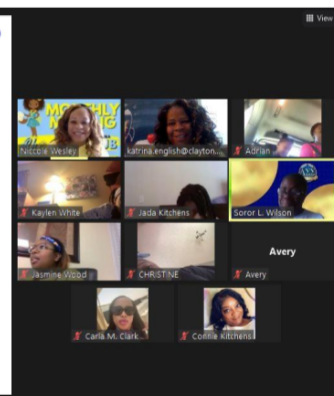 View
MONTHLY
Niccole Wesley
katrina.english@clayton...
Adrian
Kaylen White
Jada Kitchens
Soror L. Wilson
Jasmine Wood
CHRISTINE
Avery
Avery
Carla M. Clark...
Connie Kitchens